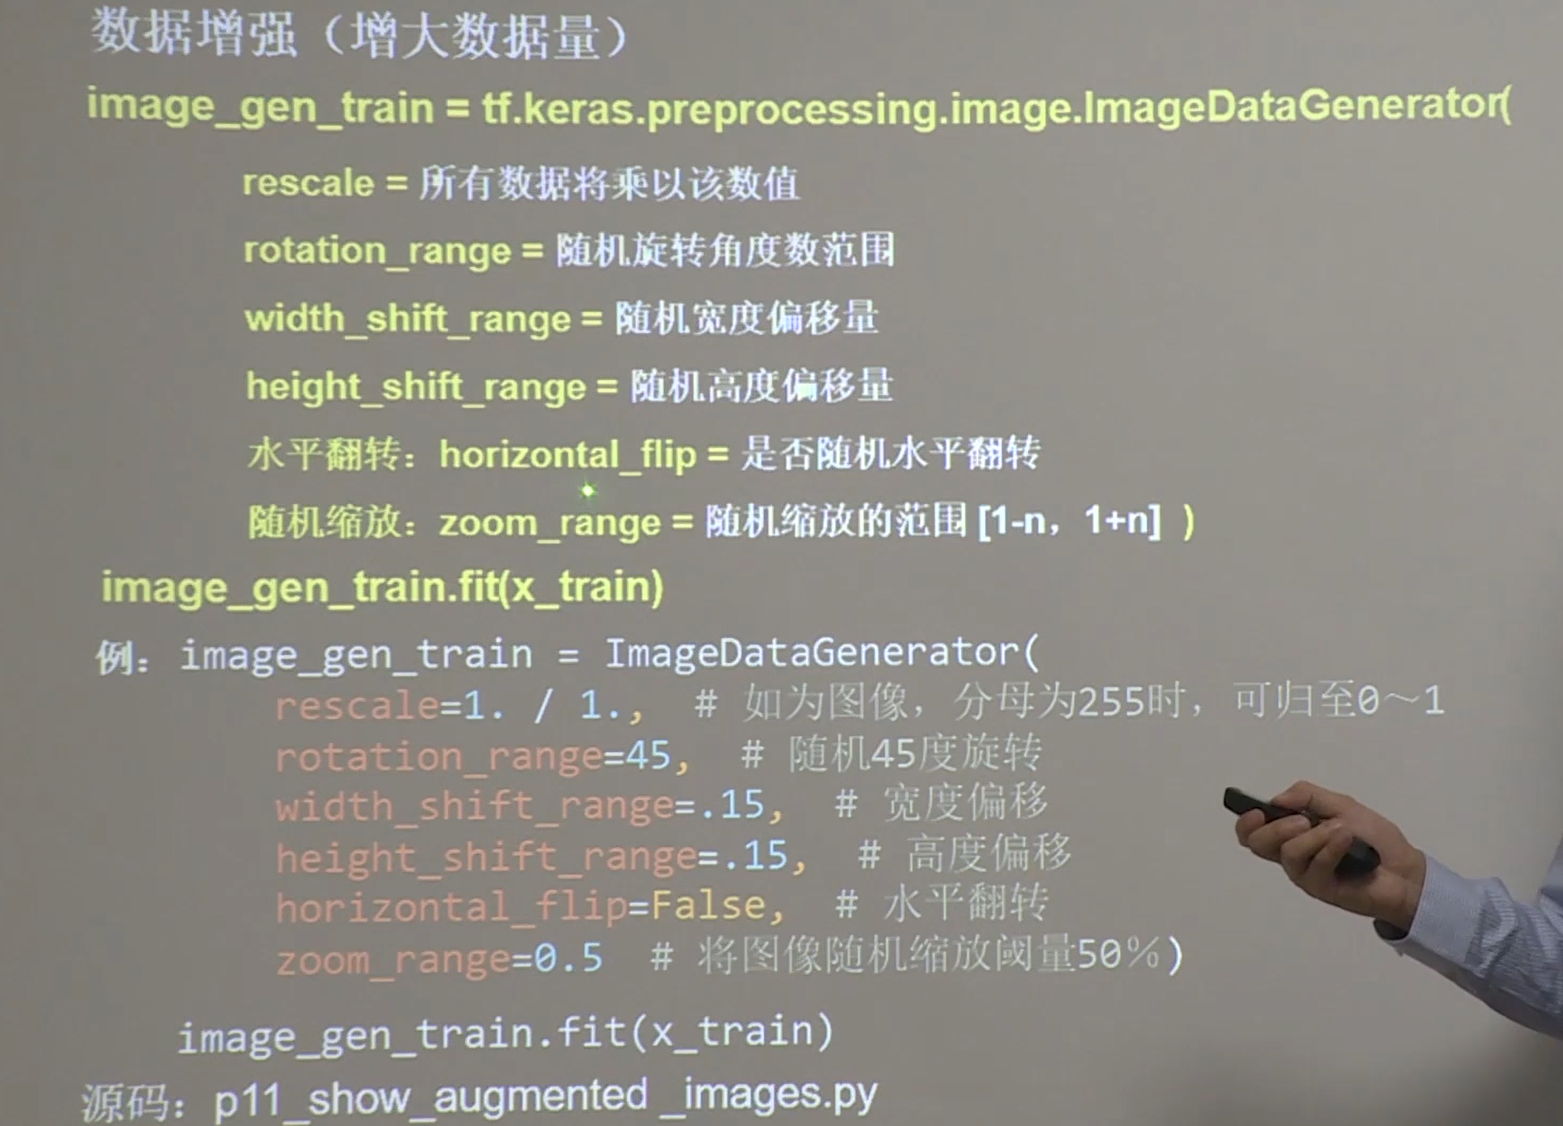 数据增强（增大数据量）
image_gen_train = tf.keras.preprocessing.image.ImageDataGenerator(
rescale = 所有数据将乘以该数值
rotation_range = 随机旋转角度数范围
width_shift_range = 随机宽度偏移量
height_shift_range = 随机高度偏移量
水平翻转：horizontal_flip = 是否随机水平翻转
随机缩放：zoom_range = 随机缩放的范围 [1-n，1+n] )
image_gen_train.fit(x_train)
例：image_gen_train = ImageDataGenerator(
rescale=1. / 1., # 如为图像，分母为255时，可归至0～1
rotation_range=45, # 随机45度旋转
width_shift_range=.15, # 宽度偏移
height_shift_range=.15, # 高度偏移
horizontal_flip=False, # 水平翻转
zoom_range=0.5 # 将图像随机缩放阈量50％)
image_gen_train.fit(x_train)
源码：p11_show_augmented _images.py